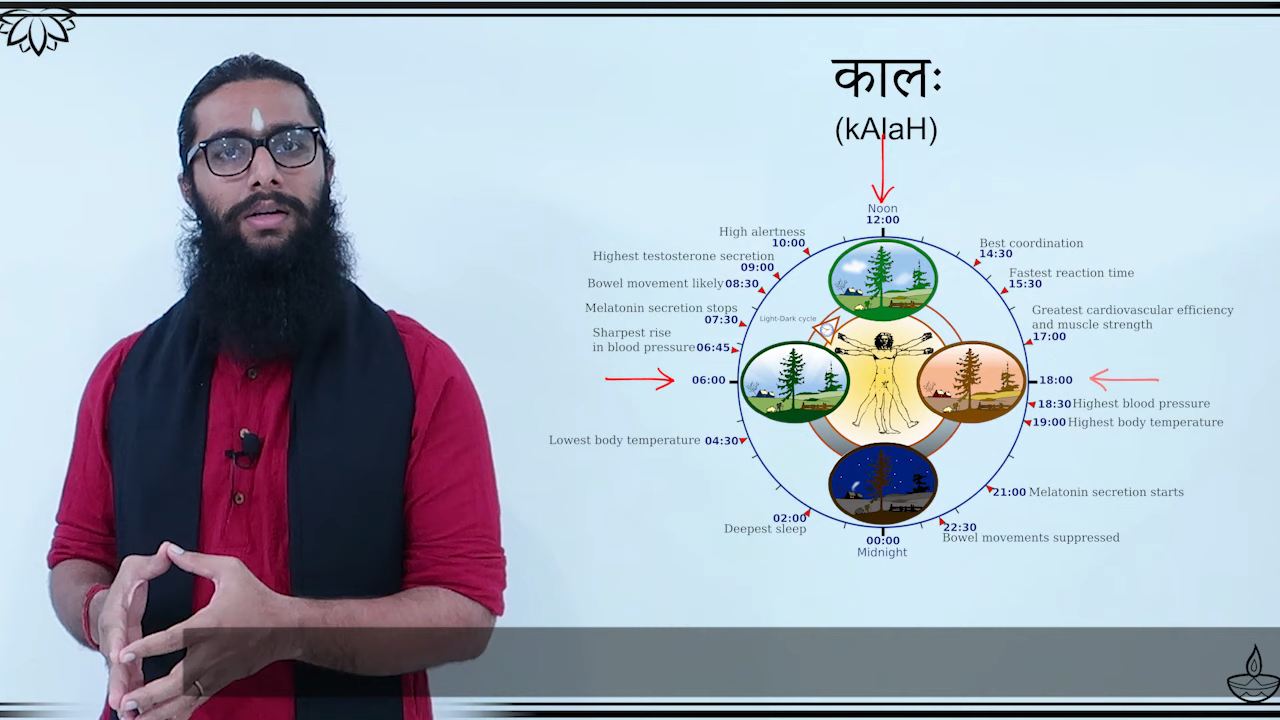 कालः
(kAlaH)
Noon
12:00
High alertness
10:00
Highest testosterone secretion
09:00
Bowel movement likely 08:30
Melatonin secretion stops
07:30
Light-Dark cycle
Sharpest rise
in blood pressure 06:45
06:00
Lowest body temperature 04:30
02:00
Deepest sleep
00:00
Midnight
Best coordination
14:30
Fastest reaction time
15:30
Greatest cardiovascular efficiency
and muscle strength
17:00
18:00
18:30 Highest blood pressure
19:00 Highest body temperature
21:00 Melatonin secretion starts
22:30
Bowel movements suppressed